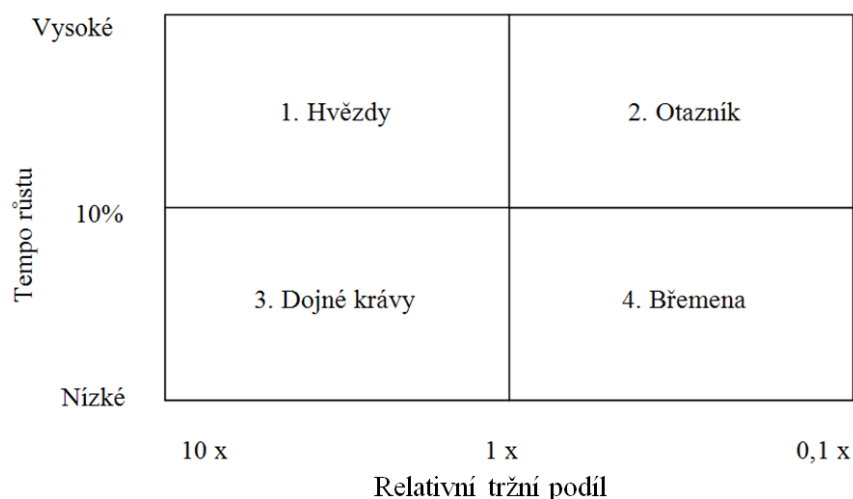 Vysoké
1. Hvězdy
2. Otazník
Tempo růstu
10%
3. Dojné krávy
4. Břemena
Nízké
10 x
1 x
0,1 x
Relativní tržní podíl